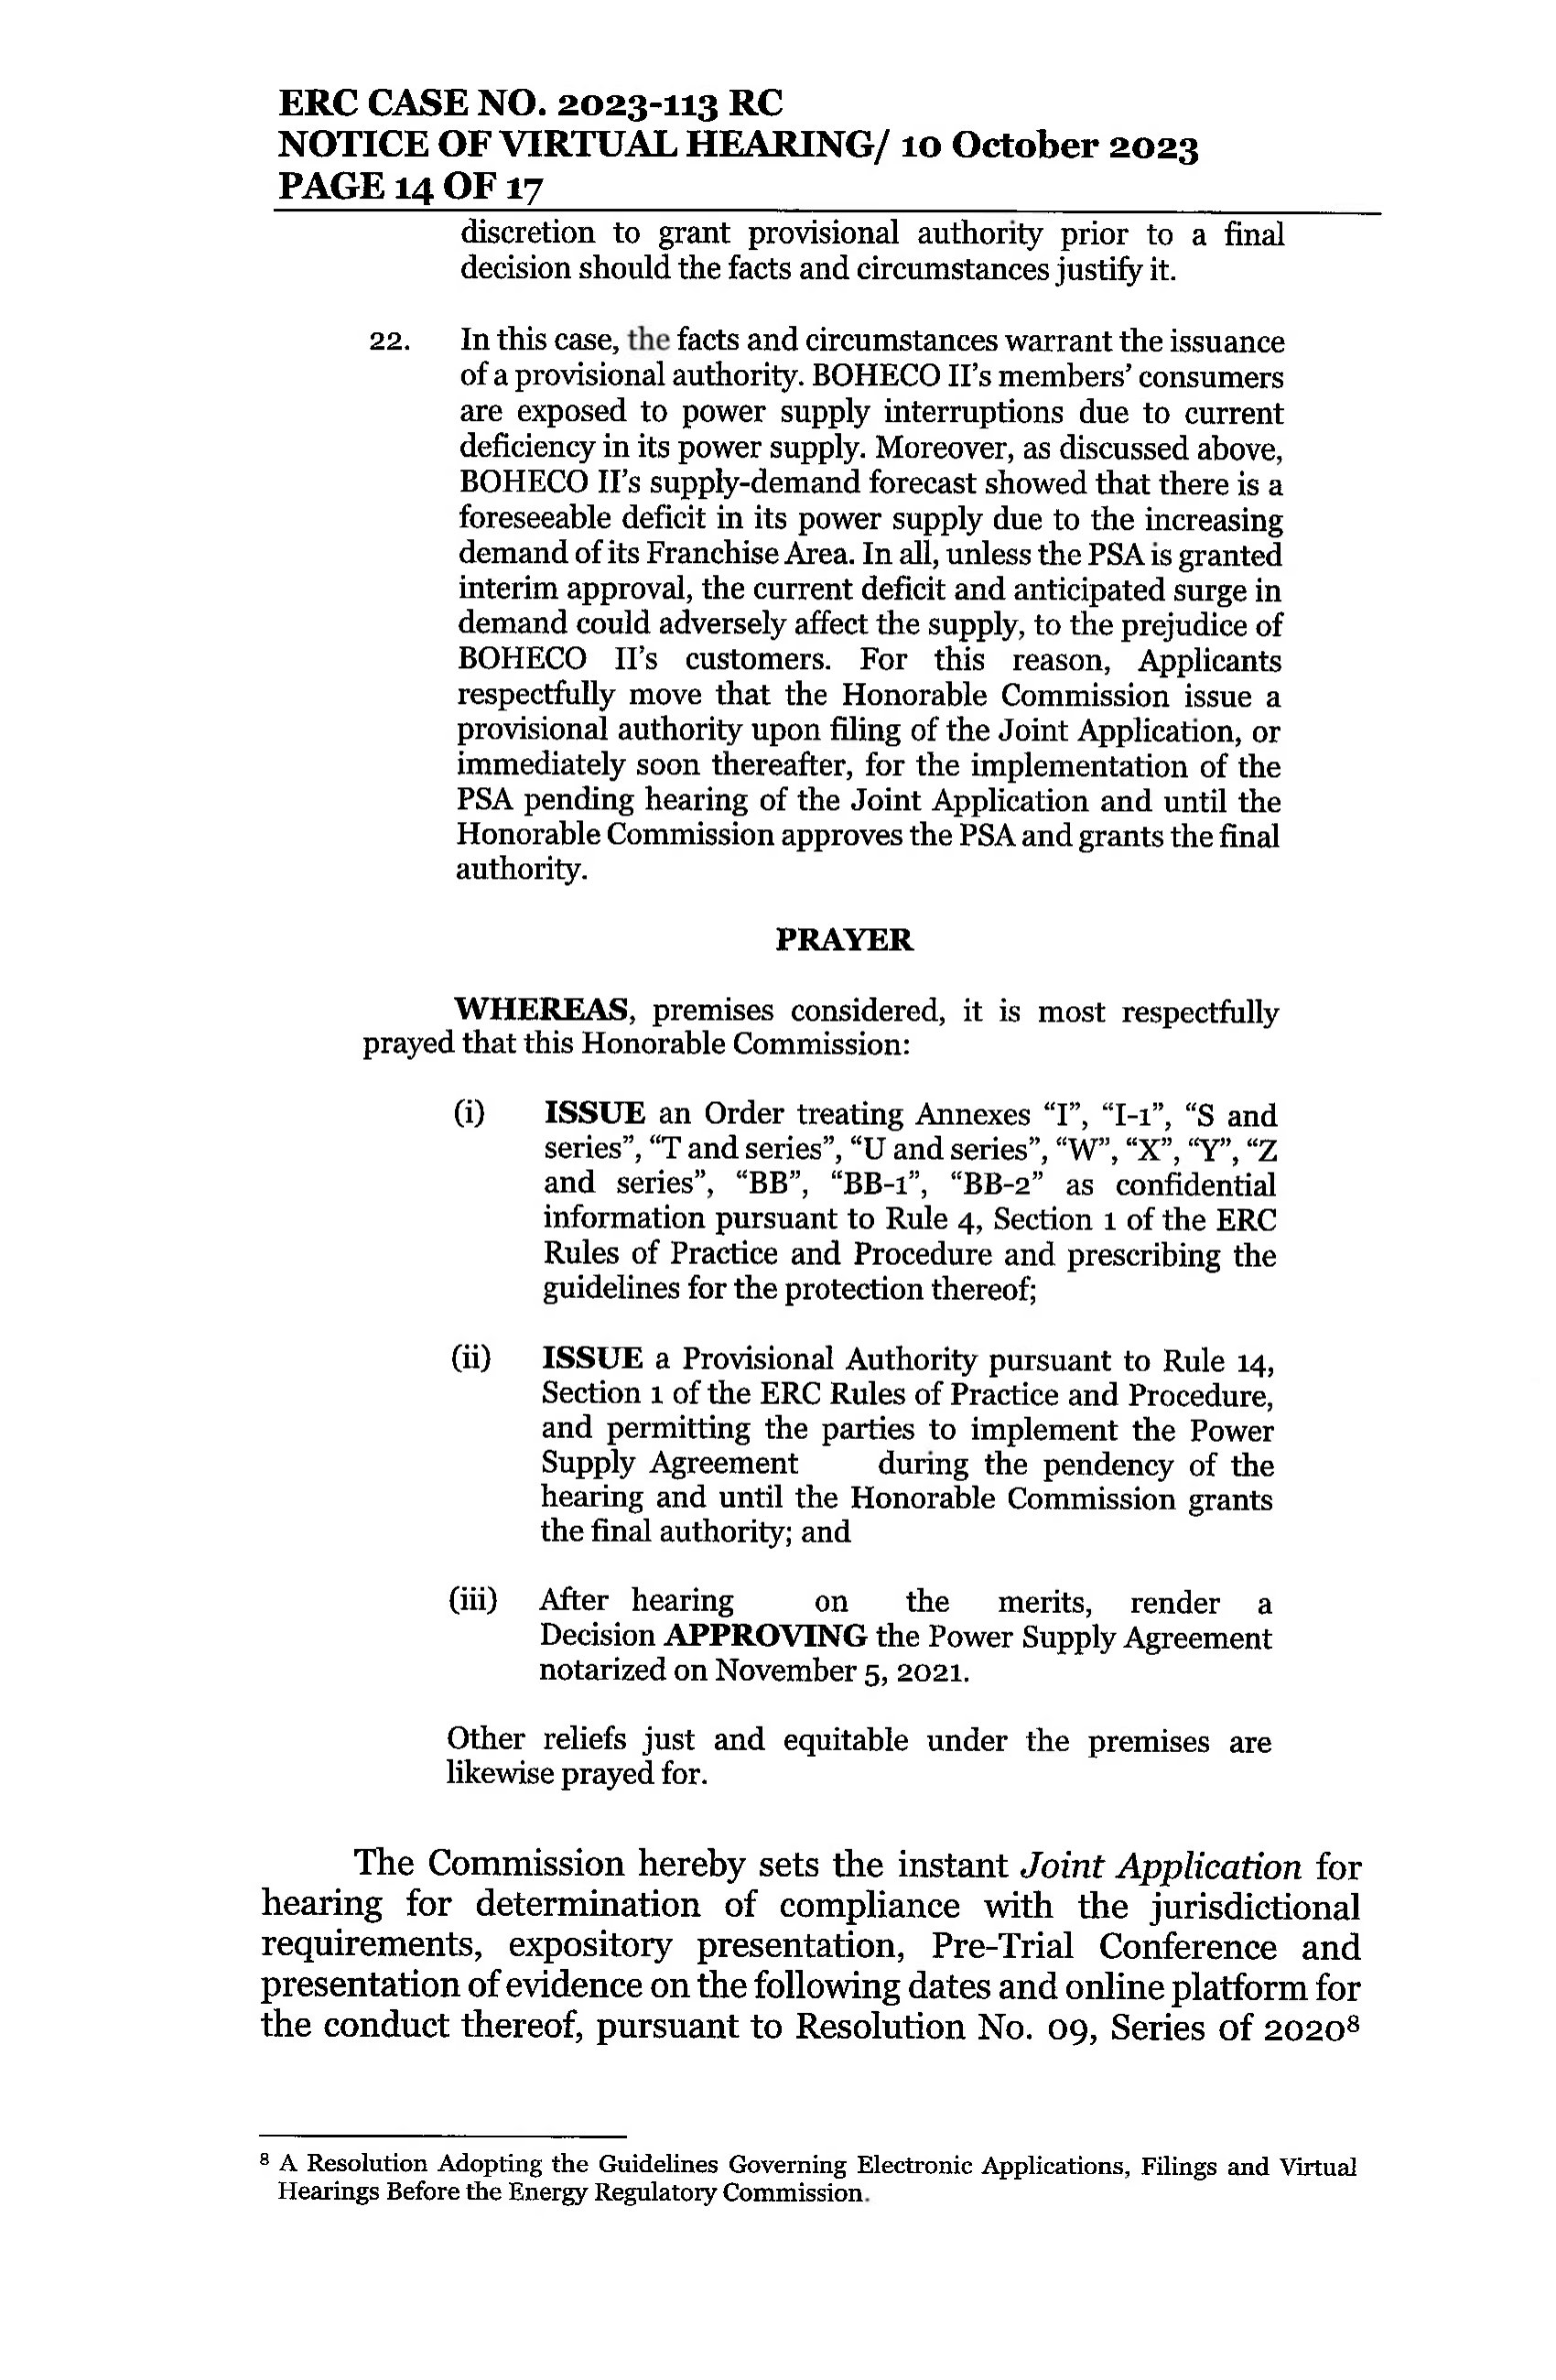 ERC CASE NO. 2023-113 RC
NOTICE OF VIRTUAL HEARING/ 10 October 2023
PAGE 14 OF 17
discretion to grant provisional authority prior to a final
decision should the facts and circumstances justify it.
22. In this case, the facts and circumstances warrant the issuance
of a provisional authority. BOHECO II’s members’ consumers
are exposed to power supply interruptions due to current
deficiency in its power supply. Moreover, as discussed above,
BOHECO II’s supply-demand forecast showed that there is a
foreseeable deficit in its power supply due to the increasing
demand of its Franchise Area. In all, unless the PSA is granted
interim approval, the current deficit and anticipated surge in
demand could adversely affect the supply, to the prejudice of
BOHECO II’s customers. For this reason, Applicants
respectfully move that the Honorable Commission issue a
provisional authority upon filing of the Joint Application, or
immediately soon thereafter, for the implementation of the
PSA pending hearing of the Joint Application and until the
Honorable Commission approves the PSA and grants the final
authority.
PRAYER
WHEREAS, premises considered, it is most respectfully
prayed that this Honorable Commission:
(i) ISSUE an Order treating Annexes “I”, “I-1”, “S and
series”, “T and series”, “U and series”, “W”, “X”, “Y”, “Z
and series”, “BB”, “BB-1”, “BB-2” as confidential
information pursuant to Rule 4, Section 1 of the ERC
Rules of Practice and Procedure and prescribing the
guidelines for the protection thereof;
(ii) ISSUE a Provisional Authority pursuant to Rule 14,
Section 1 of the ERC Rules of Practice and Procedure,
and permitting the parties to implement the Power
Supply Agreement during the pendency of the
hearing and until the Honorable Commission grants
the final authority; and
(iii) After hearing on the merits, render a
Decision APPROVING the Power Supply Agreement
notarized on November 5, 2021.
Other reliefs just and equitable under the premises are
likewise prayed for.
The Commission hereby sets the instant Joint Application for
hearing for determination of compliance with the jurisdictional
requirements, expository presentation, Pre-Trial Conference and
presentation of evidence on the following dates and online platform for
the conduct thereof, pursuant to Resolution No. 09, Series of 2020⁸
⁸ A Resolution Adopting the Guidelines Governing Electronic Applications, Filings and Virtual
Hearings Before the Energy Regulatory Commission.